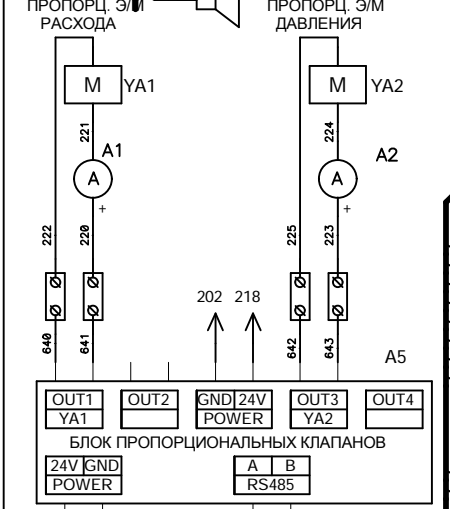 ПРОПОРЦ. Э/М ПРОПОРЦ. Э/М
РАСХОДА ДАВЛЕНИЯ
M YA1 M YA2
221 224
A1 A2
A A
+ +
222 220 225 223
202 218
640 641 642 643
A5
OUT1 OUT2 GND 24V OUT3 OUT4
YA1 POWER YA2
БЛОК ПРОПОРЦИОНАЛЬНЫХ КЛАПАНОВ
24V GND A B
POWER RS485